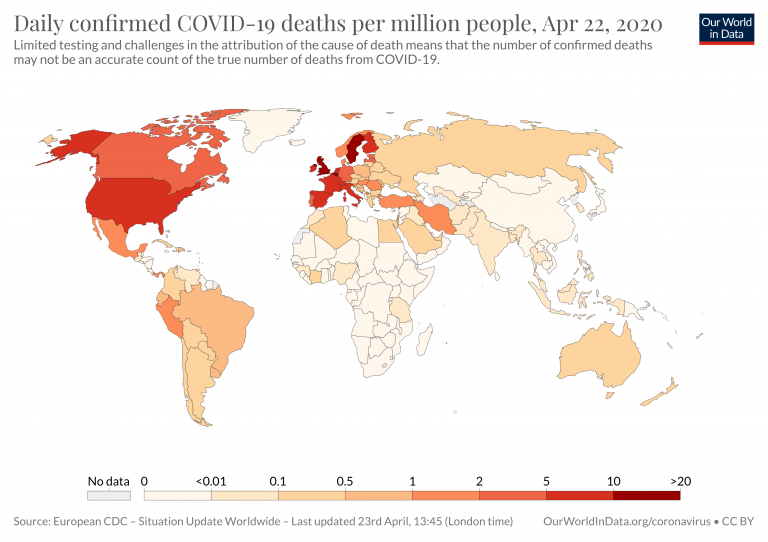 Daily confirmed COVID-19 deaths per million people, Apr 22, 2020
Our World
in Data
Limited testing and challenges in the attribution of the cause of death means that the number of confirmed deaths
may not be an accurate count of the true number of deaths from COVID-19.
No data 0 <0.01 0.1 0.5 1 2 5 10 >20
Source: European CDC – Situation Update Worldwide – Last updated 23rd April, 13:45 (London time) OurWorldInData.org/coronavirus • CC BY